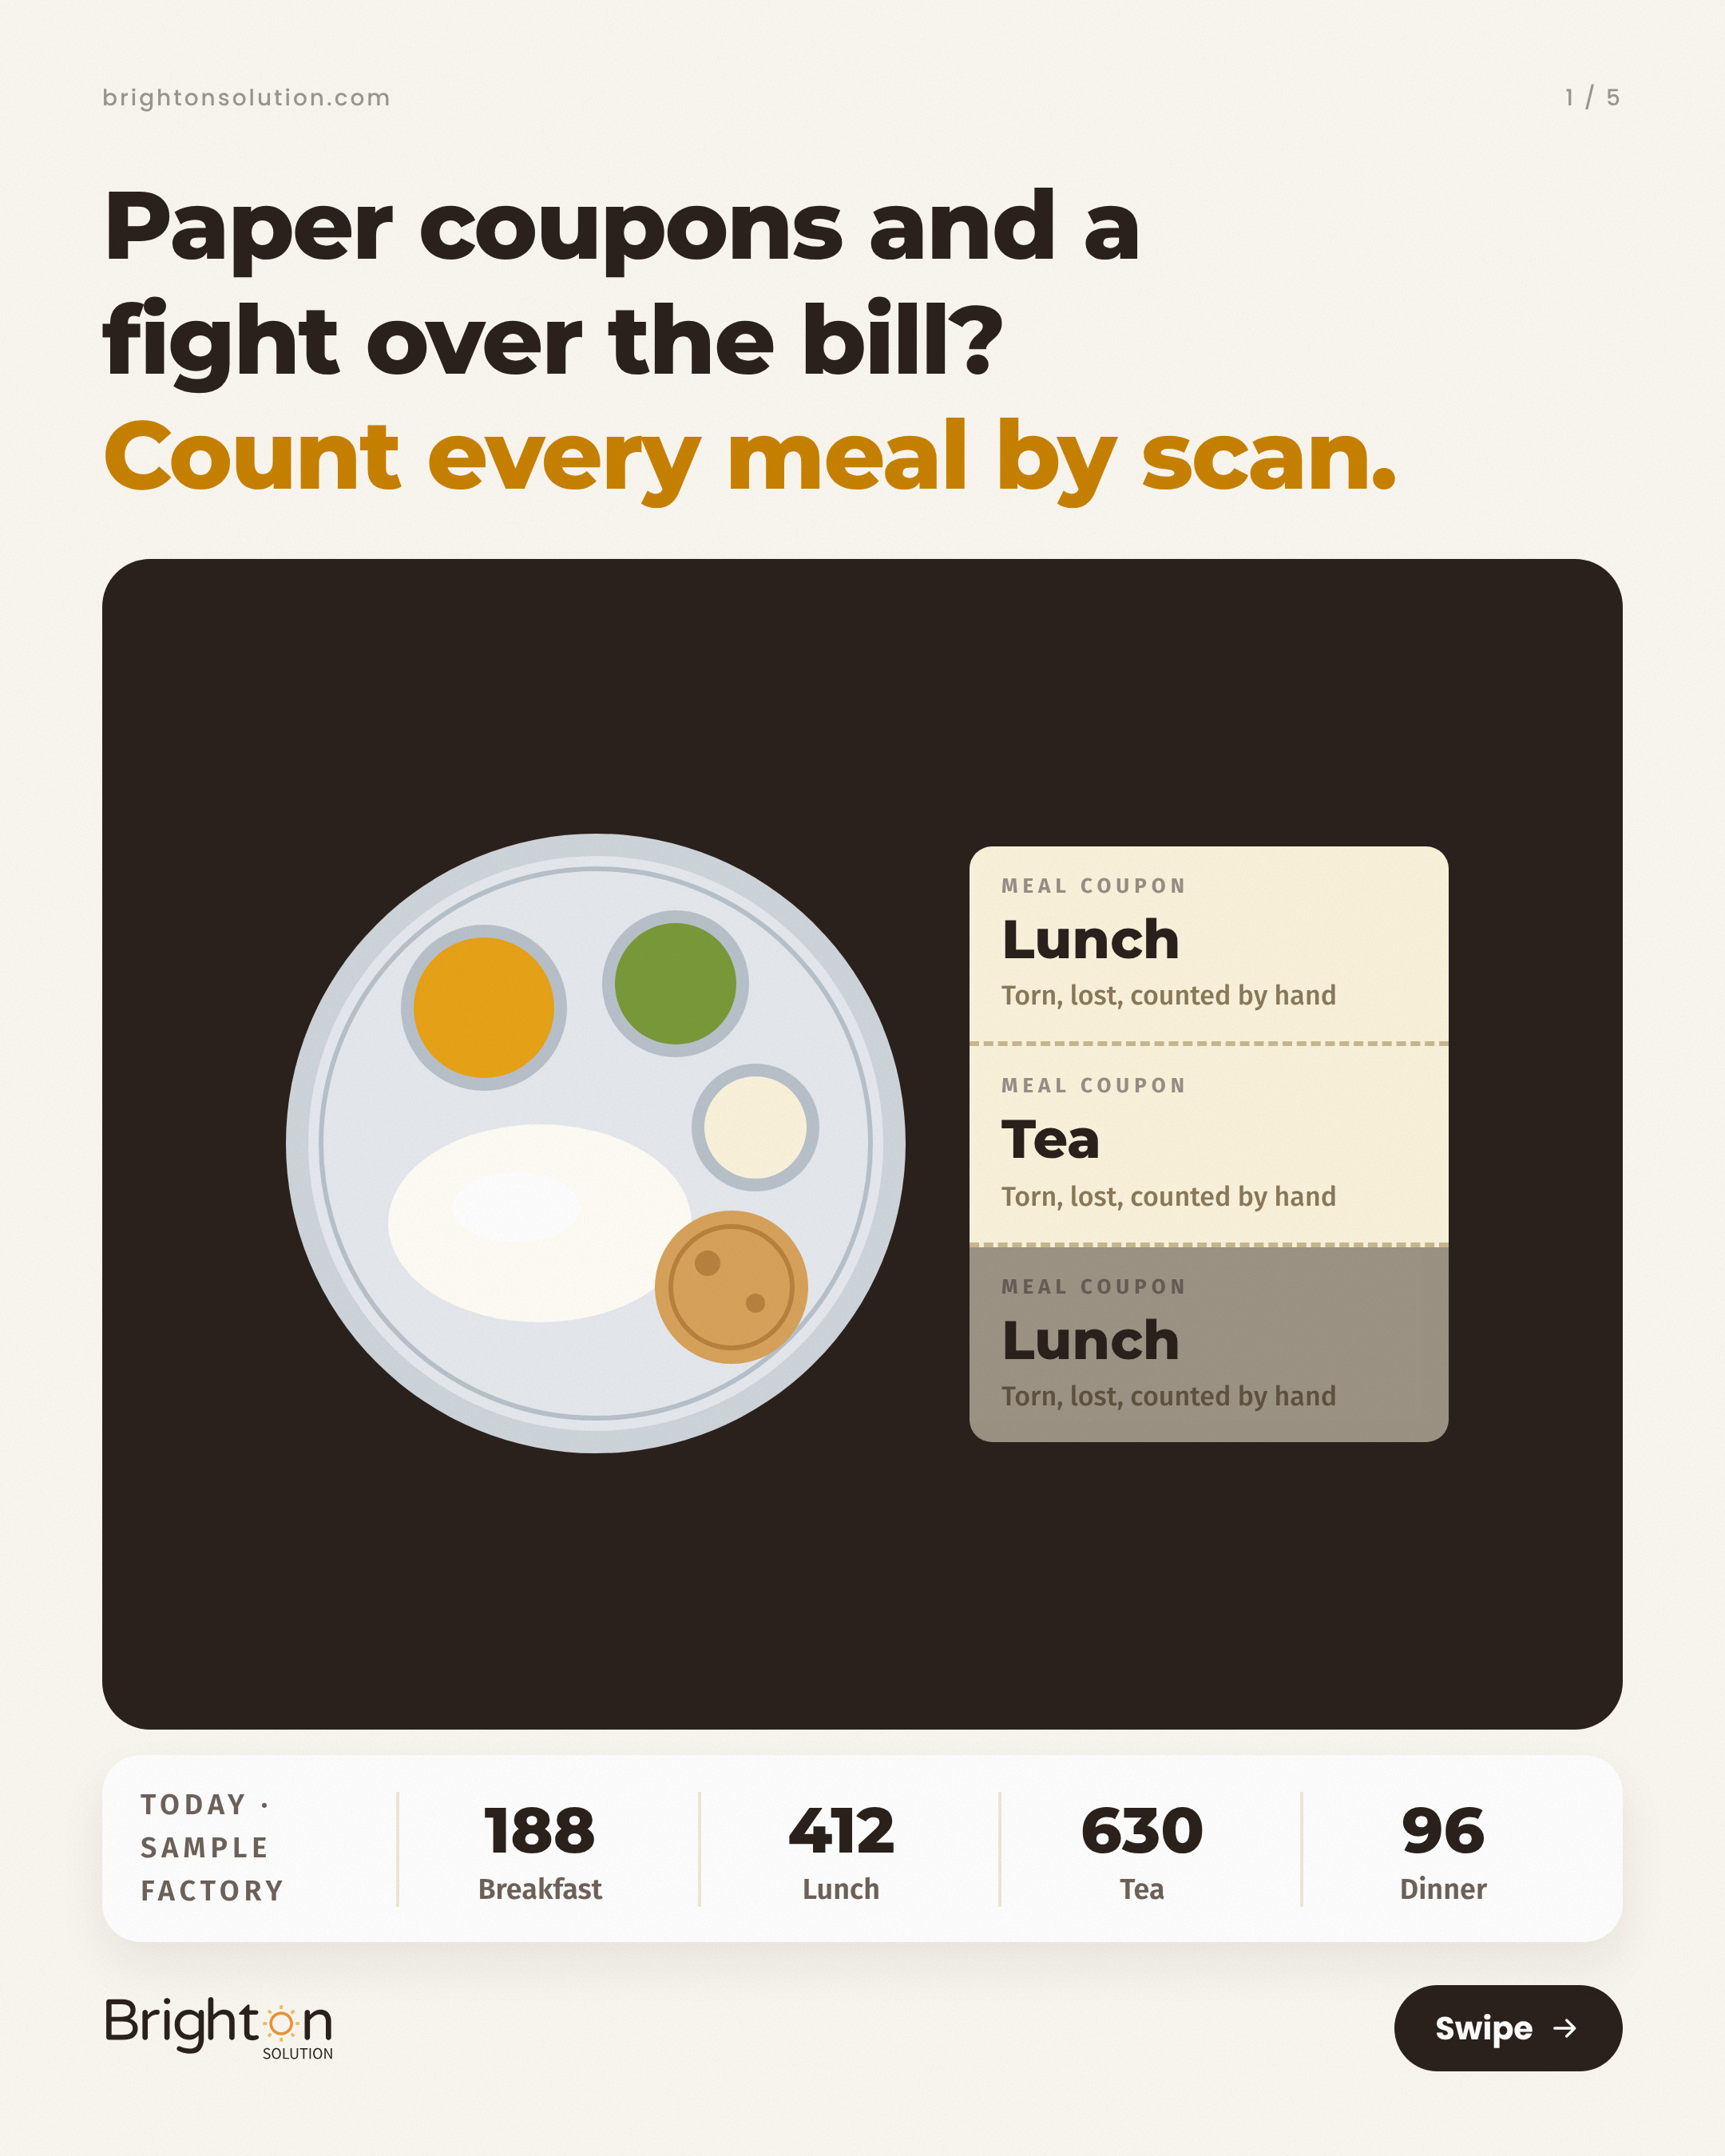 brightonsolution.com
1 / 5
Paper coupons and a
fight over the bill?
Count every meal by scan.
MEAL COUPON
Lunch
Torn, lost, counted by hand
MEAL COUPON
Tea
Torn, lost, counted by hand
MEAL COUPON
Lunch
Torn, lost, counted by hand
TODAY ·
SAMPLE
FACTORY
188
Breakfast
412
Lunch
630
Tea
96
Dinner
Brighton
SOLUTION
Swipe →